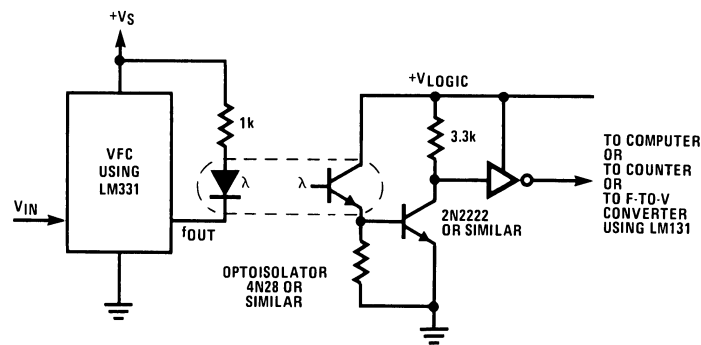 +VS
+VLOGIC
1k
3.3k
VFC
USING
LM331
λ
λ
TO COMPUTER
OR
TO COUNTER
OR
TO F-TO-V
CONVERTER
USING LM131
VIN
fOUT
2N2222
OR SIMILAR
OPTOISOLATOR
4N28 OR
SIMILAR